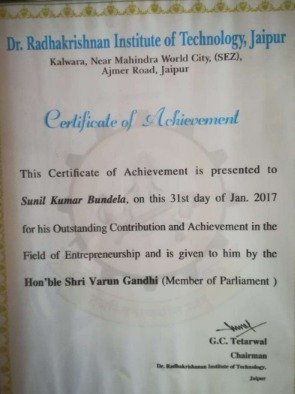 Dr. Radhakrishnan Institute of Technology, Jaipur
Kalwara, Near Mahindra World City, (SEZ),
Ajmer Road, Jaipur
Certificate of Achievement
This Certificate of Achievement is presented to
Sunil Kumar Bundela, on this 31st day of Jan. 2017
for his Outstanding Contribution and Achievement in the
Field of Entrepreneurship and is given to him by the
Hon'ble Shri Varun Gandhi (Member of Parliament )
G.C. Tetarwal
Chairman
Dr. Radhakrishanan Institute of Technology,
Jaipur